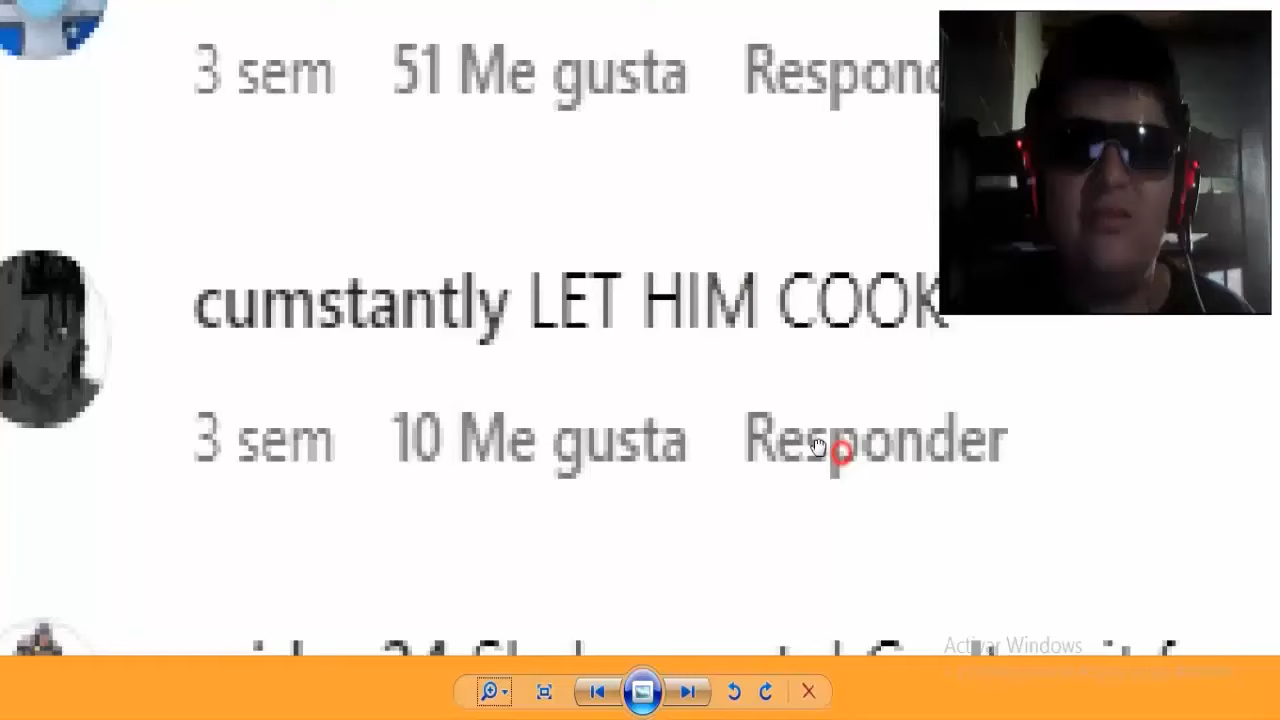 3 sem 51 Me gusta Respond
cumstantly LET HIM COOK
3 sem 10 Me gusta Responder
Activar Windows